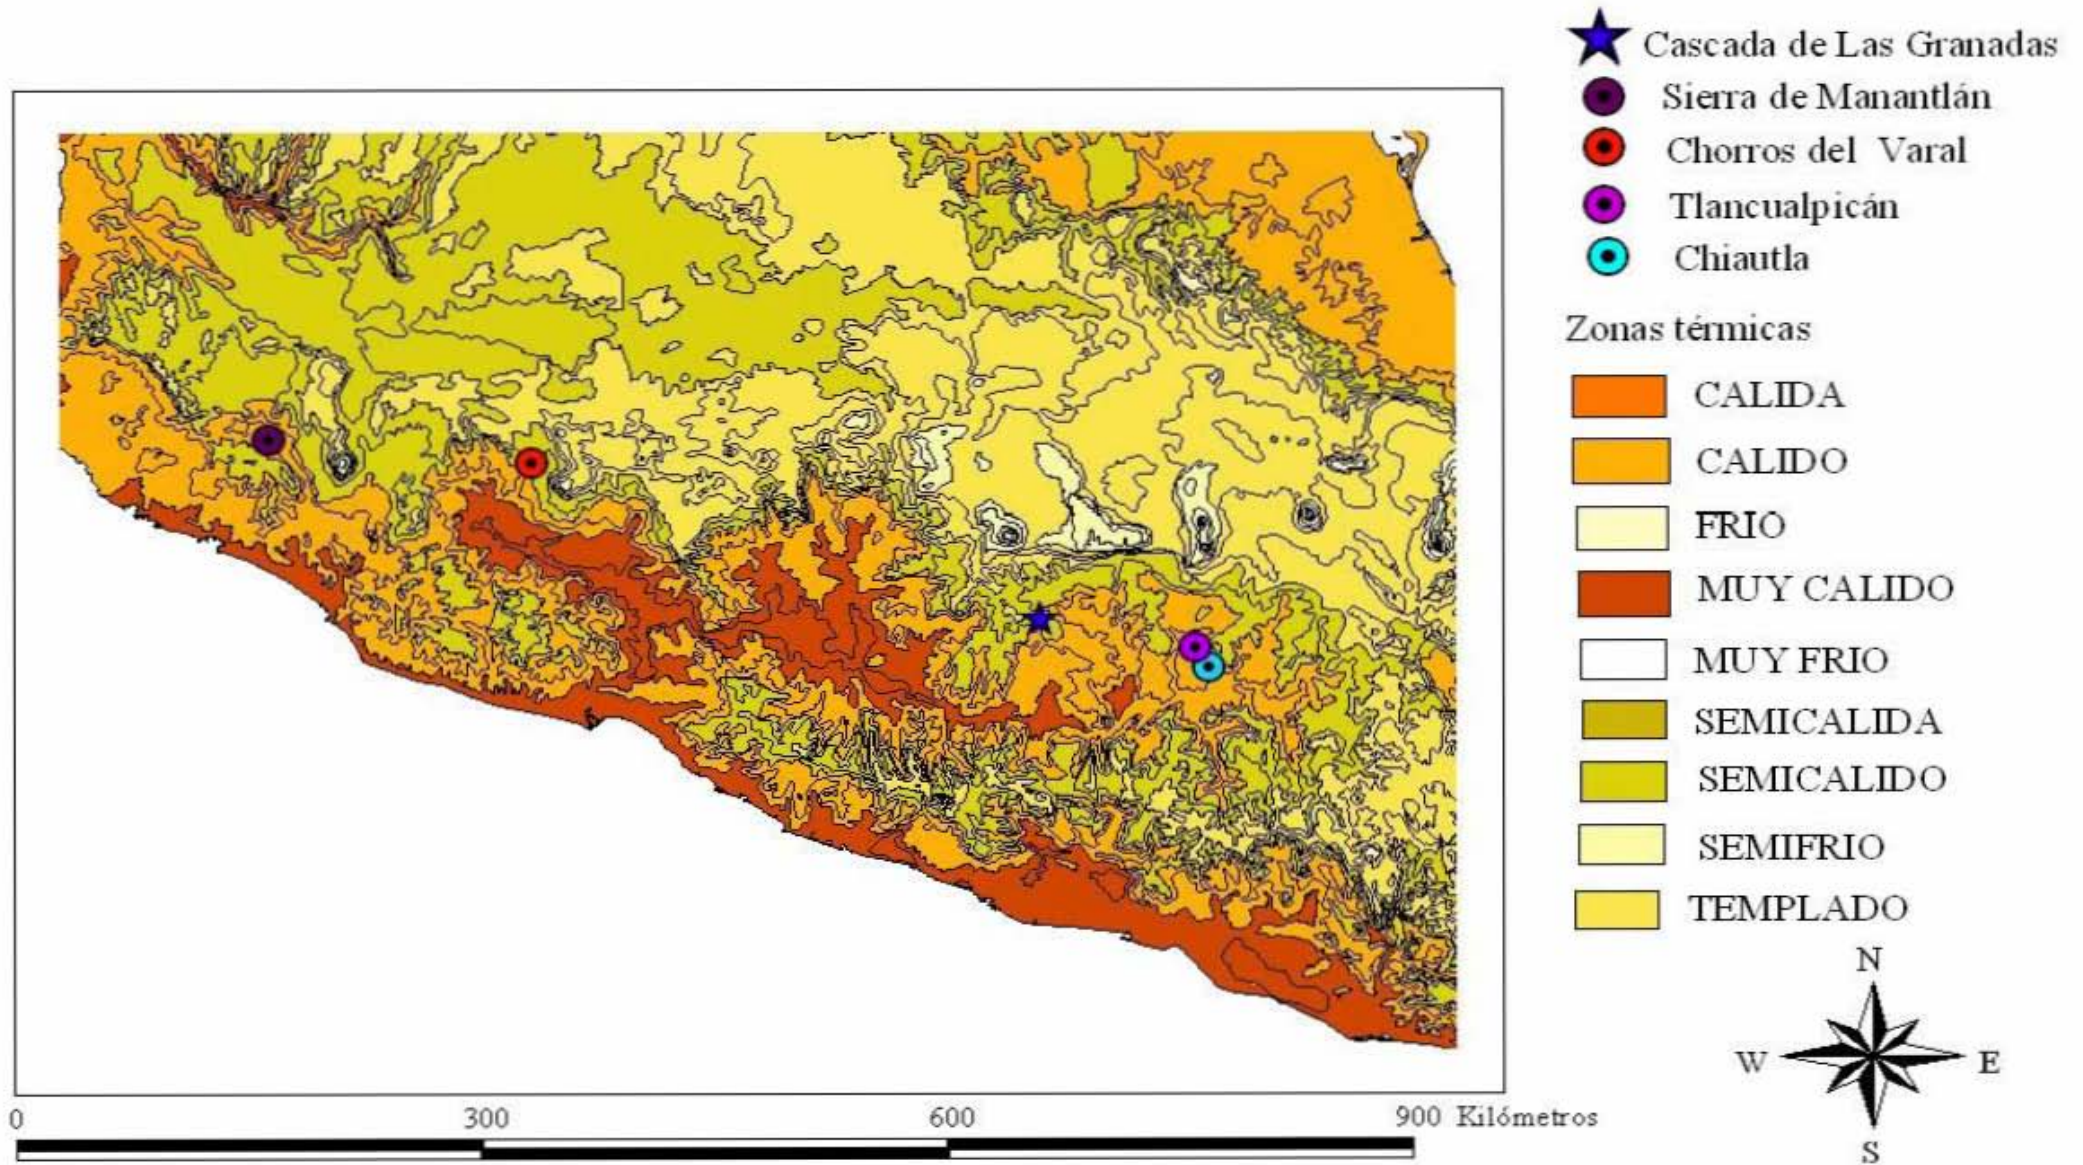 Cascada de Las Granadas
Sierra de Manantlán
Chorros del Varal
Tlancualpicán
Chiautla
Zonas térmicas
CALIDA
CALIDO
FRIO
MUY CALIDO
MUY FRIO
SEMICALIDA
SEMICALIDO
SEMIFRIO
TEMPLADO
N
W E
S
0 300 600 900 Kilómetros